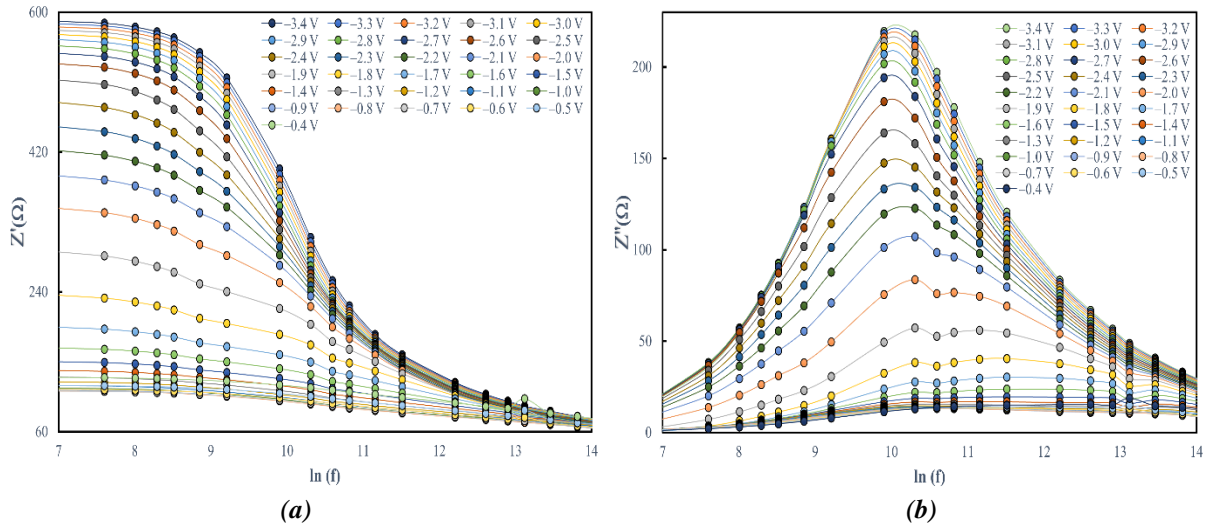 600
420
240
60
Z'(Ω)
–3.4 V –3.3 V –3.2 V –3.1 V –3.0 V
–2.9 V –2.8 V –2.7 V –2.6 V –2.5 V
–2.4 V –2.3 V –2.2 V –2.1 V –2.0 V
–1.9 V –1.8 V –1.7 V –1.6 V –1.5 V
–1.4 V –1.3 V –1.2 V –1.1 V –1.0 V
–0.9 V –0.8 V –0.7 V –0.6 V –0.5 V
–0.4 V
7 8 9 10 11 12 13 14
ln (f)
(a)
200
150
100
50
0
Z''(Ω)
–3.4 V –3.3 V –3.2 V
–3.1 V –3.0 V –2.9 V
–2.8 V –2.7 V –2.6 V
–2.5 V –2.4 V –2.3 V
–2.2 V –2.1 V –2.0 V
–1.9 V –1.8 V –1.7 V
–1.6 V –1.5 V –1.4 V
–1.3 V –1.2 V –1.1 V
–1.0 V –0.9 V –0.8 V
–0.7 V –0.6 V –0.5 V
–0.4 V
7 8 9 10 11 12 13 14
ln (f)
(b)